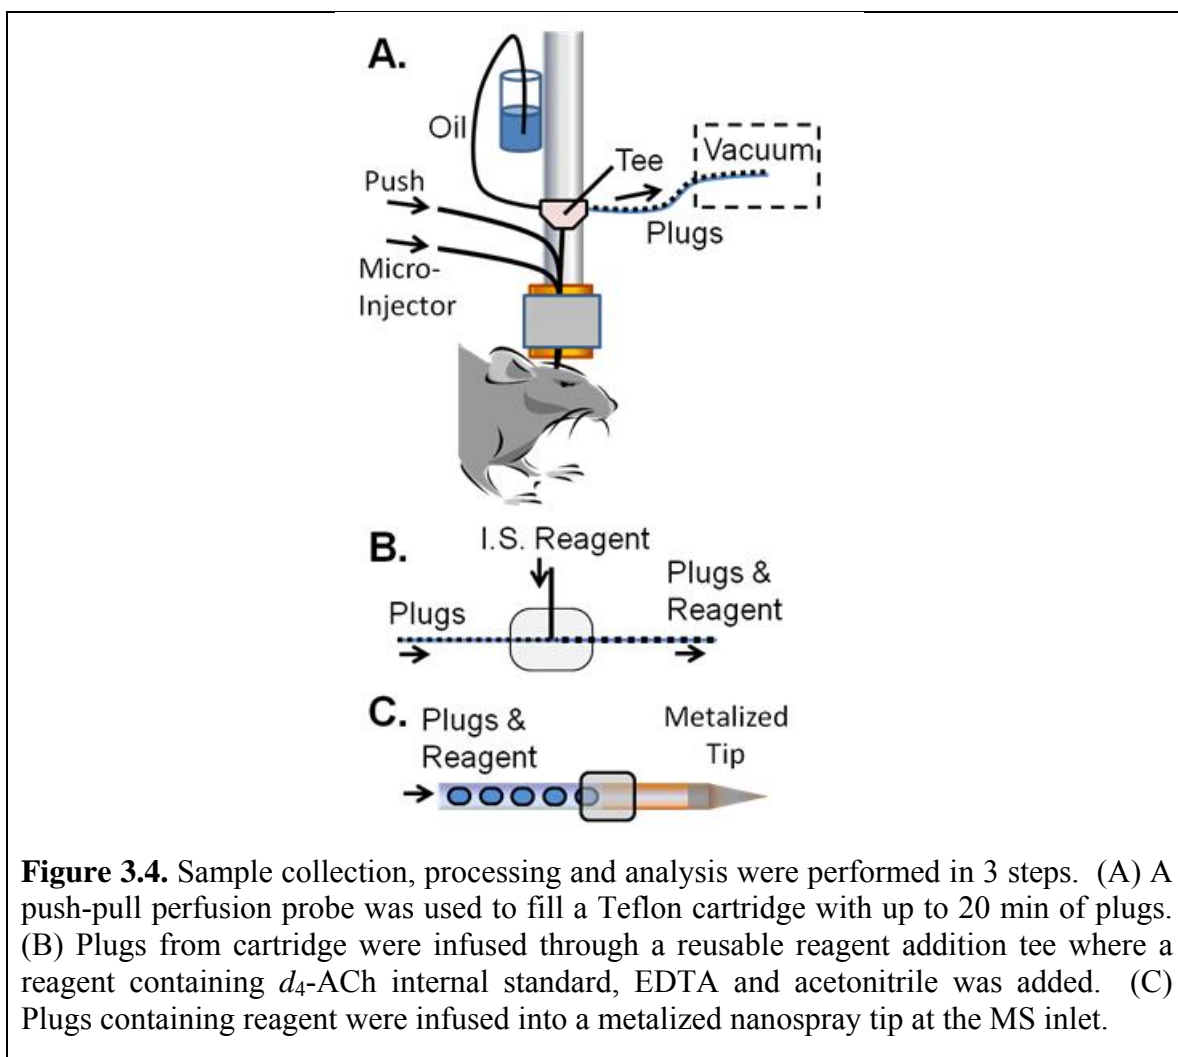 A.
Oil
Tee
Vacuum
Push
Plugs
Micro-
Injector
B.
I.S. Reagent
Plugs
Plugs &
Reagent
C.
Plugs &
Reagent
Metalized
Tip
Figure 3.4. Sample collection, processing and analysis were performed in 3 steps. (A) A
push-pull perfusion probe was used to fill a Teflon cartridge with up to 20 min of plugs.
(B) Plugs from cartridge were infused through a reusable reagent addition tee where a
reagent containing d4-ACh internal standard, EDTA and acetonitrile was added. (C)
Plugs containing reagent were infused into a metalized nanospray tip at the MS inlet.